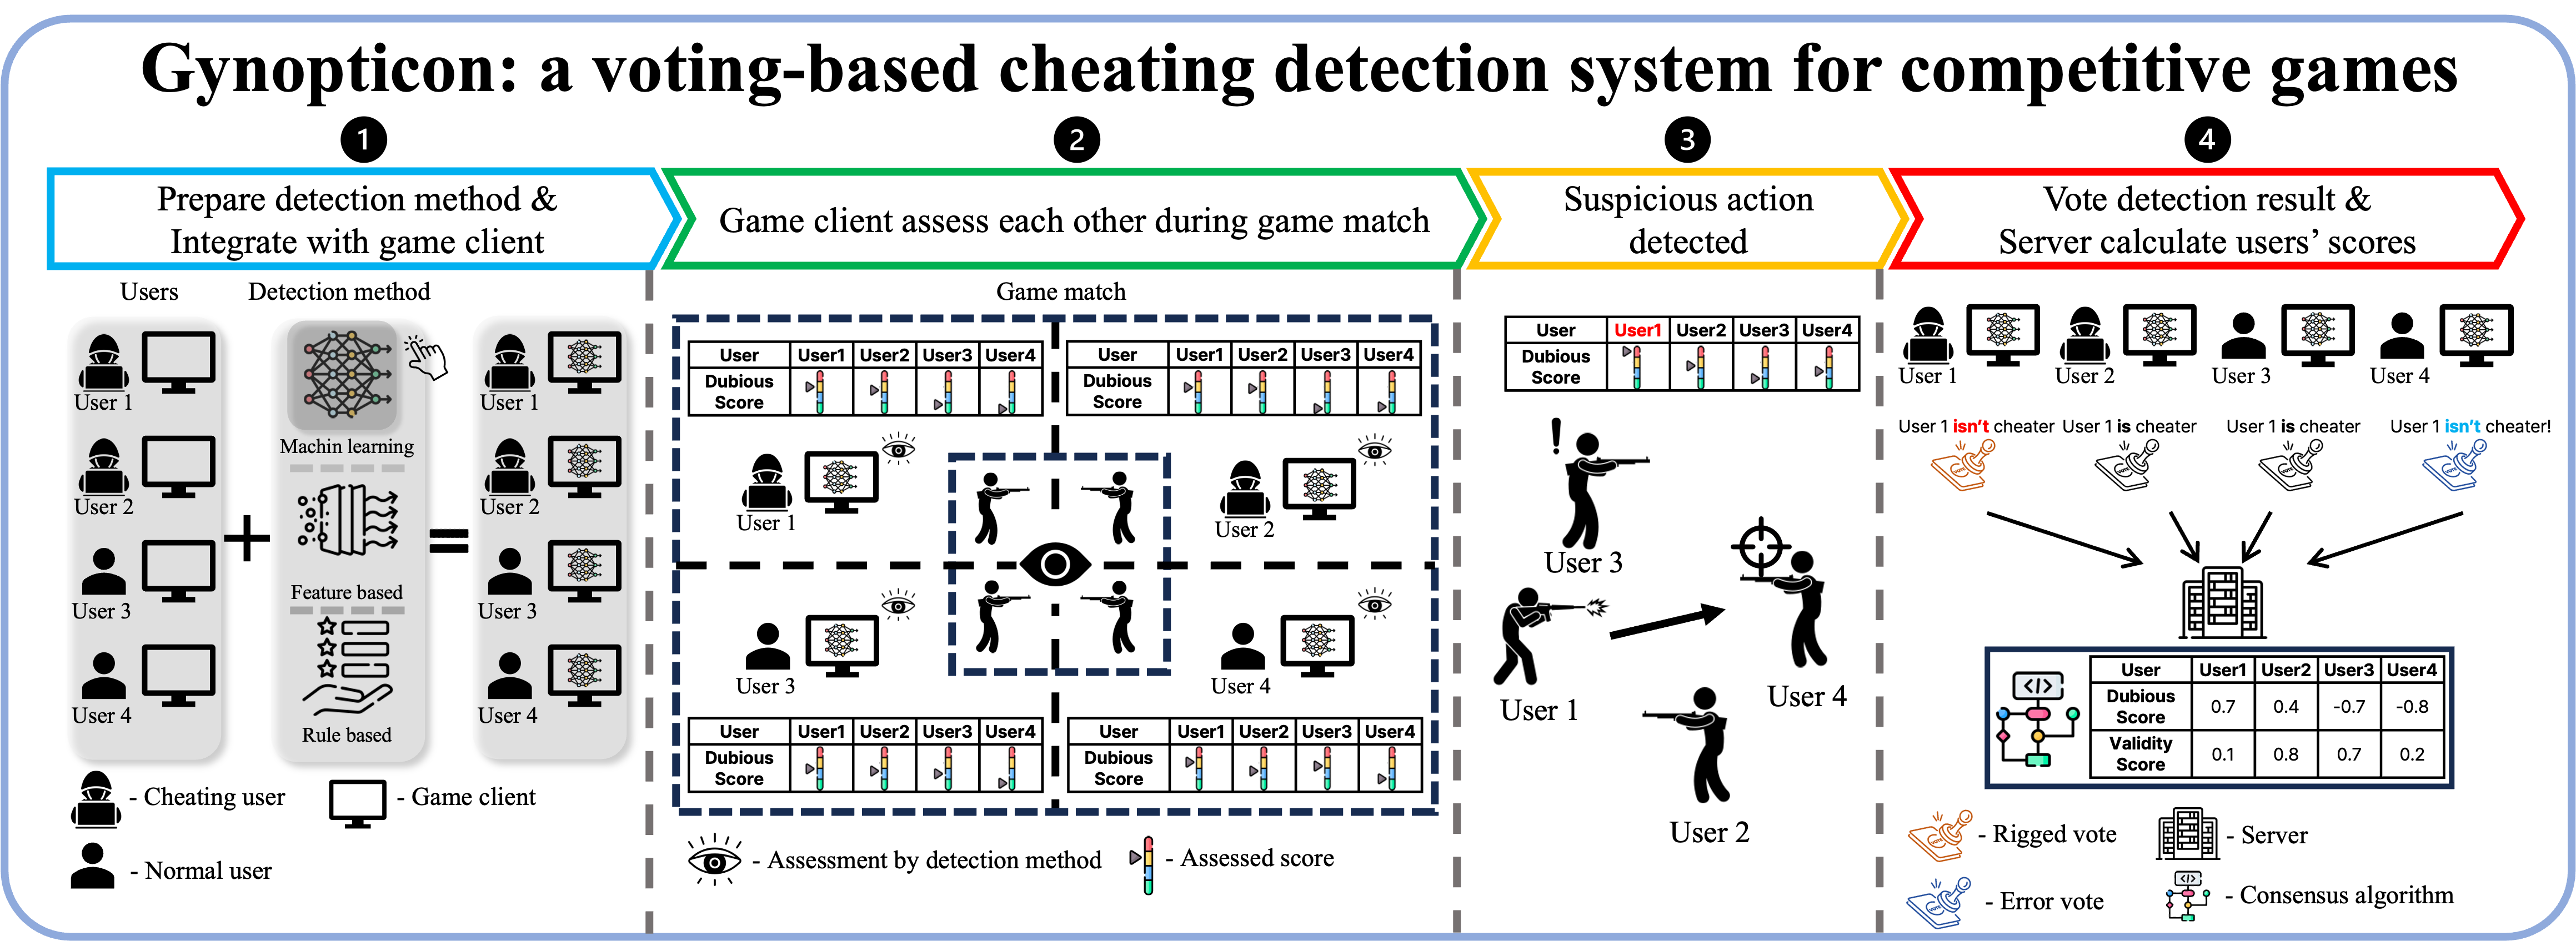 Gynopticon: a voting-based cheating detection system for competitive games
1
Prepare detection method &
Integrate with game client
Users
Detection method
User 1
User 2
User 3
User 4
Machin learning
Feature based
Rule based
User 1
User 2
User 3
User 4
- Cheating user
- Game client
- Normal user
2
Game client assess each other during game match
Game match
User User1 User2 User3 User4
Dubious
Score
User User1 User2 User3 User4
Dubious
Score
User 1
User 2
User 3
User 4
User User1 User2 User3 User4
Dubious
Score
User User1 User2 User3 User4
Dubious
Score
- Assessment by detection method
- Assessed score
3
Suspicious action
detected
User User1 User2 User3 User4
Dubious
Score
!
User 3
User 1
User 4
User 2
4
Vote detection result &
Server calculate users’ scores
User 1
User 2
User 3
User 4
User 1 isn’t cheater
User 1 is cheater
User 1 is cheater
User 1 isn’t cheater!
User User1 User2 User3 User4
Dubious
Score
0.7 0.4 -0.7 -0.8
Validity
Score
0.1 0.8 0.7 0.2
- Rigged vote
- Server
- Error vote
- Consensus algorithm